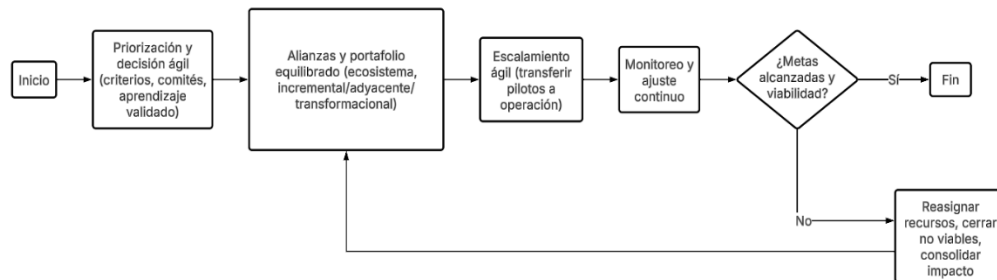 Inicio
Priorización y
decisión ágil
(criterios, comités,
aprendizaje
validado)
Alianzas y portafolio
equilibrado (ecosistema,
incremental/adyacente/
transformacional)
Escalamiento
ágil (transferir
pilotos a
operación)
Monitoreo y
ajuste continuo
¿Metas
alcanzadas y
viabilidad?
Sí
Fin
No
Reasignar
recursos, cerrar
no viables,
consolidar
impacto